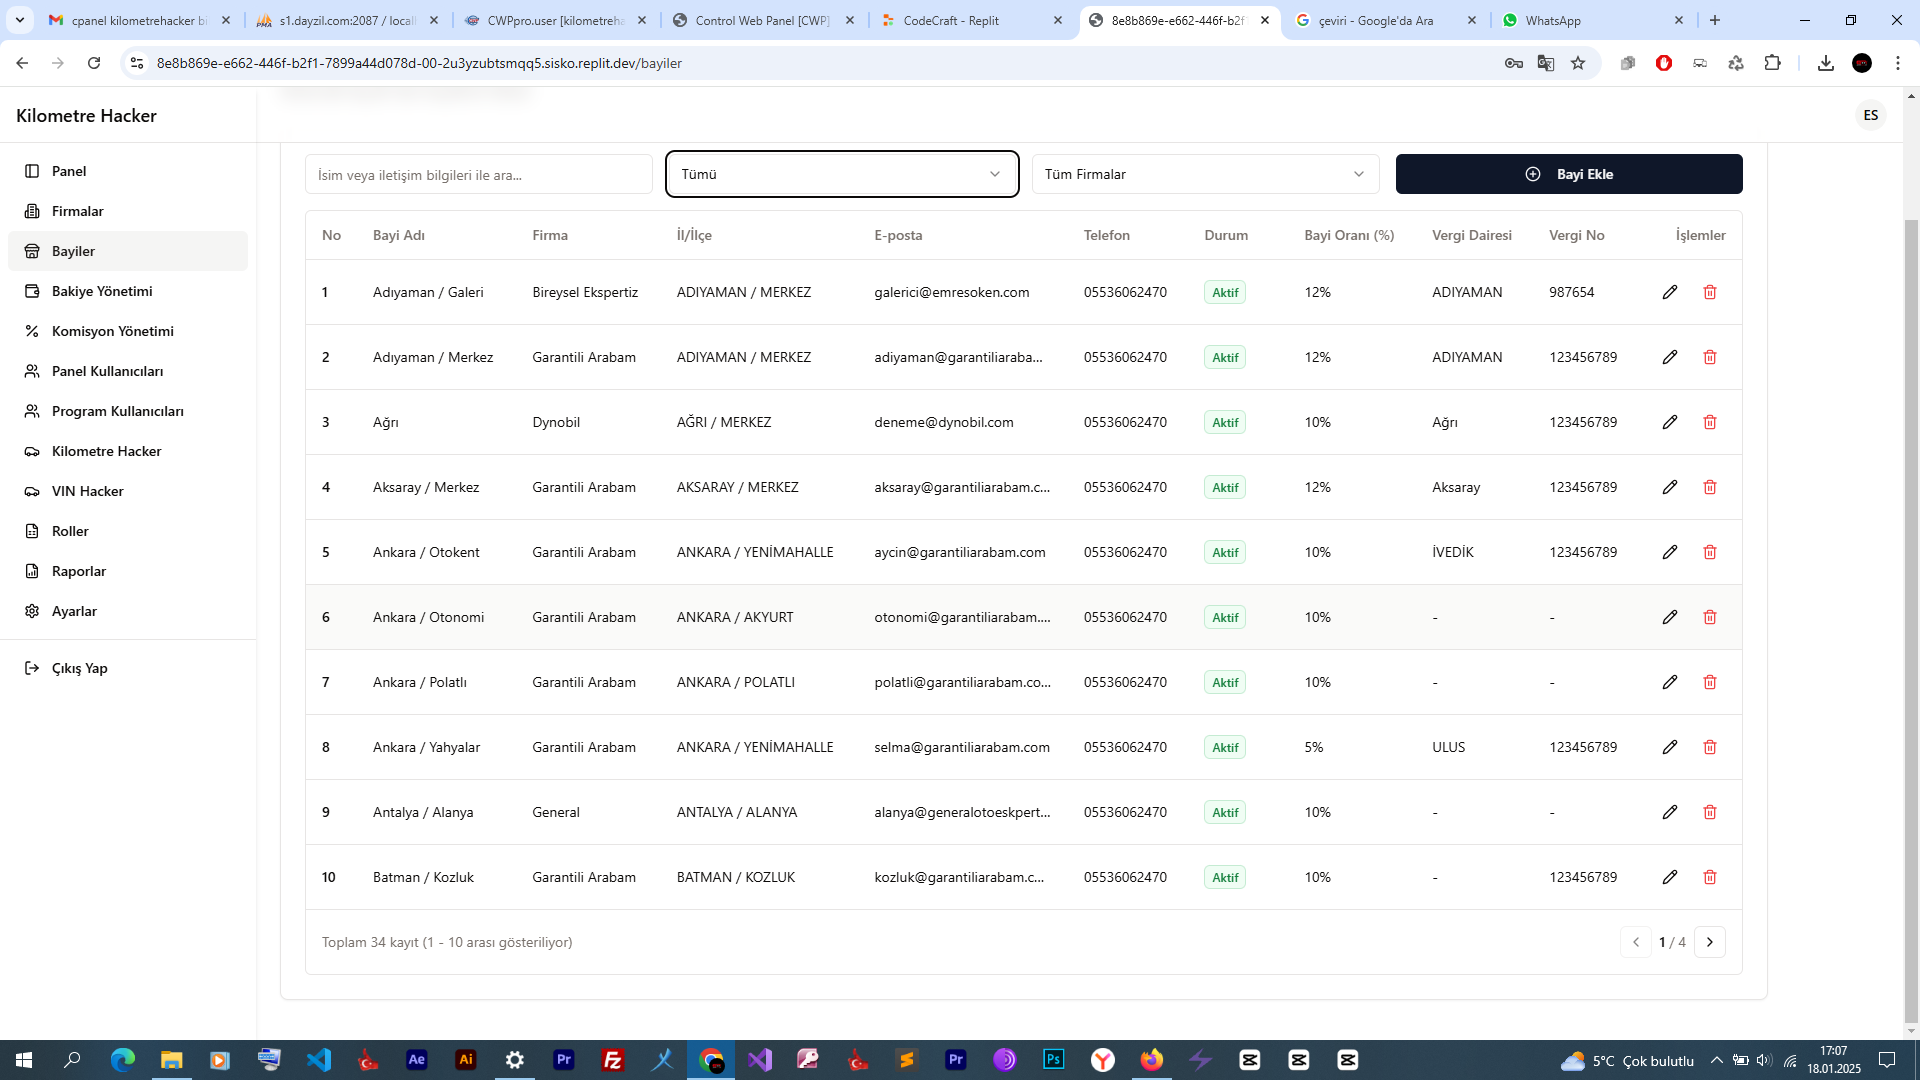 cpanel kilometrehacker bi
s1.dayzil.com:2087 / locall
CWPpro.user [kilometreha
Control Web Panel [CWP]
CodeCraft - Replit
8e8b869e-e662-446f-b2f1
çeviri - Google'da Ara
WhatsApp
8e8b869e-e662-446f-b2f1-7899a44d078d-00-2u3yzubtsmqq5.sisko.replit.dev/bayiler
Kilometre Hacker
ES
Panel
Firmalar
Bayiler
Bakiye Yönetimi
Komisyon Yönetimi
Panel Kullanıcıları
Program Kullanıcıları
Kilometre Hacker
VIN Hacker
Roller
Raporlar
Ayarlar
Çıkış Yap
İsim veya iletişim bilgileri ile ara...
Tümü
Tüm Firmalar
Bayi Ekle
No Bayi Adı Firma İl/İlçe E-posta Telefon Durum Bayi Oranı (%) Vergi Dairesi Vergi No İşlemler
1 Adıyaman / Galeri Bireysel Ekspertiz ADIYAMAN / MERKEZ galerici@emresoken.com 05536062470 Aktif 12% ADIYAMAN 987654
2 Adıyaman / Merkez Garantili Arabam ADIYAMAN / MERKEZ adiyaman@garantiliaraba... 05536062470 Aktif 12% ADIYAMAN 123456789
3 Ağrı Dynobil AĞRI / MERKEZ deneme@dynobil.com 05536062470 Aktif 10% Ağrı 123456789
4 Aksaray / Merkez Garantili Arabam AKSARAY / MERKEZ aksaray@garantiliarabam.c... 05536062470 Aktif 12% Aksaray 123456789
5 Ankara / Otokent Garantili Arabam ANKARA / YENİMAHALLE aycin@garantiliarabam.com 05536062470 Aktif 10% İVEDİK 123456789
6 Ankara / Otonomi Garantili Arabam ANKARA / AKYURT otonomi@garantiliarabam.... 05536062470 Aktif 10% - -
7 Ankara / Polatlı Garantili Arabam ANKARA / POLATLI polatli@garantiliarabam.co... 05536062470 Aktif 10% - -
8 Ankara / Yahyalar Garantili Arabam ANKARA / YENİMAHALLE selma@garantiliarabam.com 05536062470 Aktif 5% ULUS 123456789
9 Antalya / Alanya General ANTALYA / ALANYA alanya@generalotoeskpert... 05536062470 Aktif 10% - -
10 Batman / Kozluk Garantili Arabam BATMAN / KOZLUK kozluk@garantiliarabam.c... 05536062470 Aktif 10% - 123456789
Toplam 34 kayıt (1 - 10 arası gösteriliyor)
1 / 4
5°C Çok bulutlu
17:07
18.01.2025